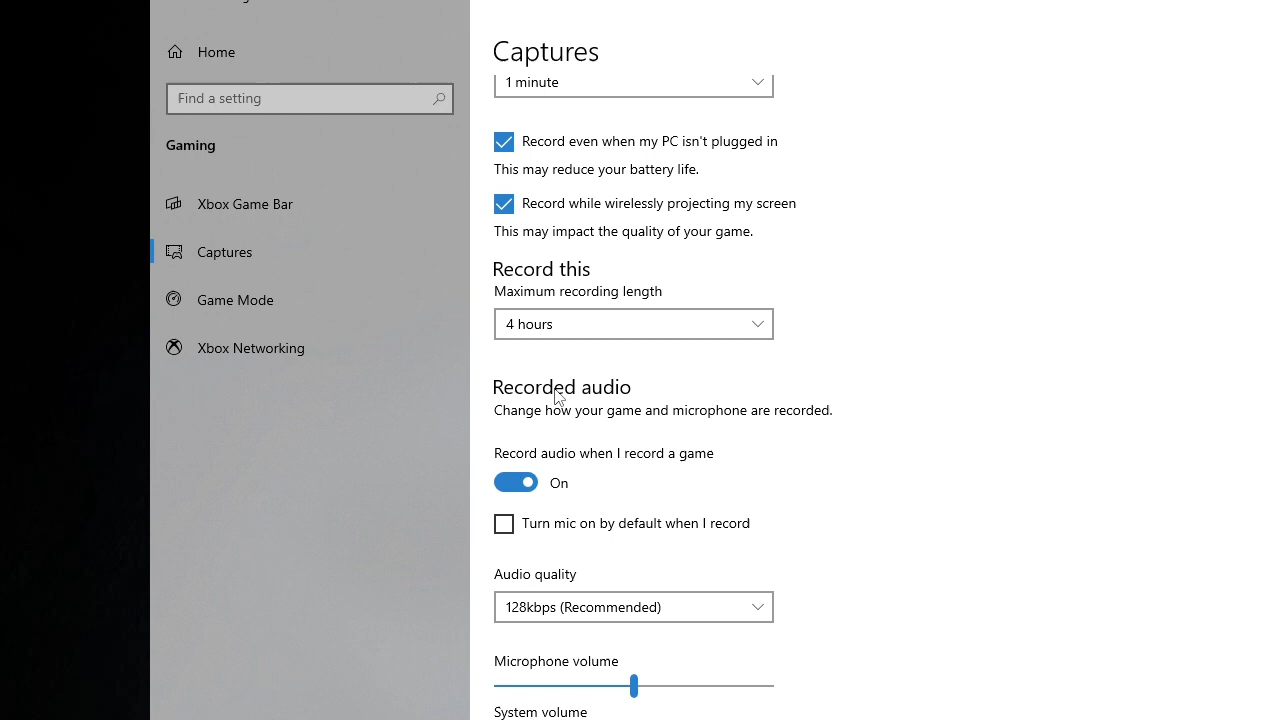 Home
Find a setting
Gaming
Xbox Game Bar
Captures
Game Mode
Xbox Networking
Captures
1 minute
Record even when my PC isn't plugged in
This may reduce your battery life.
Record while wirelessly projecting my screen
This may impact the quality of your game.
Record this
Maximum recording length
4 hours
Recorded audio
Change how your game and microphone are recorded.
Record audio when I record a game
On
Turn mic on by default when I record
Audio quality
128kbps (Recommended)
Microphone volume
System volume